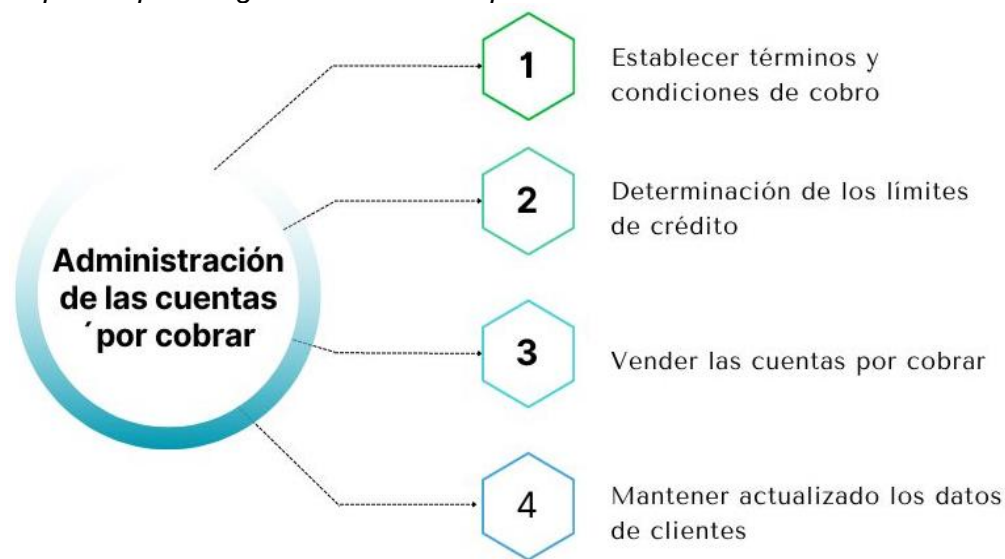 1
Establecer términos y
condiciones de cobro
2
Determinación de los límites
de crédito
Administración
de las cuentas
´por cobrar
3
Vender las cuentas por cobrar
4
Mantener actualizado los datos
de clientes